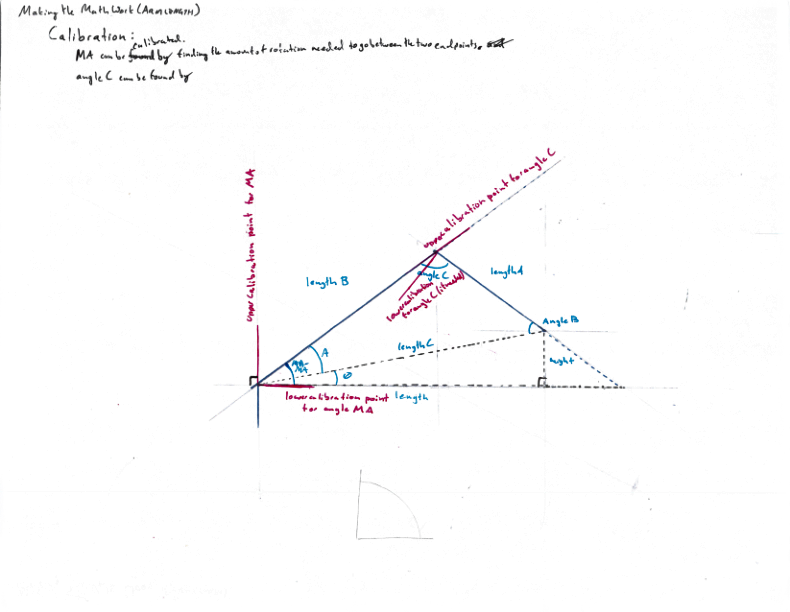 Making the Math Work (ARM LENGTH)
Calibration:
calibrated.
MA can be found by finding the amount of rotation needed to go between the two endpoints.
angle C can be found by
upper calibration point for angle C
upper calibration point for MA
angle C
length B
length A
lower calibration
for angle C (if needed)
Angle B
length C
A
MA
height
θ
lower calibration point
for angle MA
length